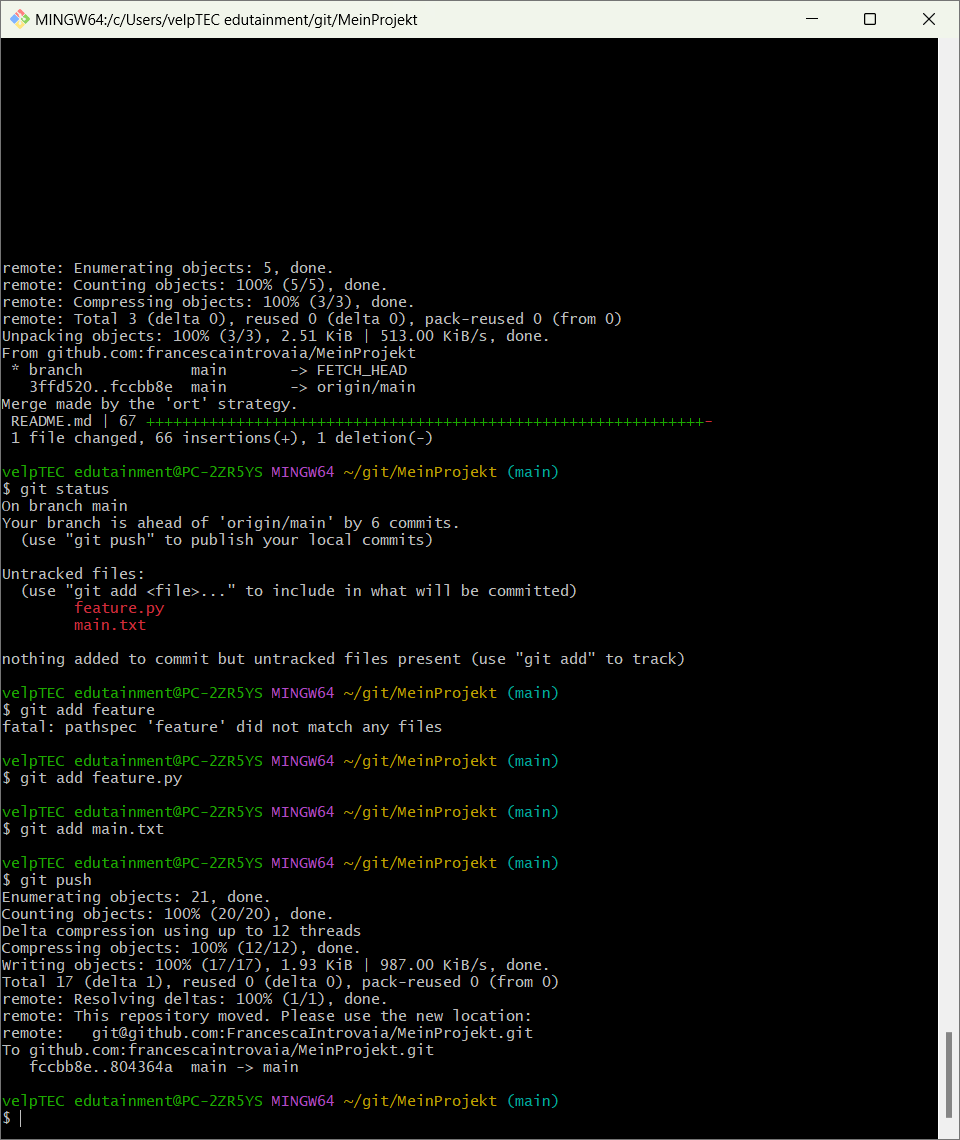 MINGW64:/c/Users/velpTEC edutainment/git/MeinProjekt
remote: Enumerating objects: 5, done.
remote: Counting objects: 100% (5/5), done.
remote: Compressing objects: 100% (3/3), done.
remote: Total 3 (delta 0), reused 0 (delta 0), pack-reused 0 (from 0)
Unpacking objects: 100% (3/3), 2.51 KiB | 513.00 KiB/s, done.
From github.com:francescaintrovaia/MeinProjekt
 * branch            main       -> FETCH_HEAD
   3ffd520..fccbb8e  main       -> origin/main
Merge made by the 'ort' strategy.
 README.md | 67 ++++++++++++++++++++++++++++++++++++++++++++++++++++++++++++++-
 1 file changed, 66 insertions(+), 1 deletion(-)
velpTEC edutainment@PC-2ZR5YS MINGW64 ~/git/MeinProjekt (main)
$ git status
On branch main
Your branch is ahead of 'origin/main' by 6 commits.
  (use "git push" to publish your local commits)
Untracked files:
  (use "git add <file>..." to include in what will be committed)
        feature.py
        main.txt
nothing added to commit but untracked files present (use "git add" to track)
velpTEC edutainment@PC-2ZR5YS MINGW64 ~/git/MeinProjekt (main)
$ git add feature
fatal: pathspec 'feature' did not match any files
velpTEC edutainment@PC-2ZR5YS MINGW64 ~/git/MeinProjekt (main)
$ git add feature.py
velpTEC edutainment@PC-2ZR5YS MINGW64 ~/git/MeinProjekt (main)
$ git add main.txt
velpTEC edutainment@PC-2ZR5YS MINGW64 ~/git/MeinProjekt (main)
$ git push
Enumerating objects: 21, done.
Counting objects: 100% (20/20), done.
Delta compression using up to 12 threads
Compressing objects: 100% (12/12), done.
Writing objects: 100% (17/17), 1.93 KiB | 987.00 KiB/s, done.
Total 17 (delta 1), reused 0 (delta 0), pack-reused 0 (from 0)
remote: Resolving deltas: 100% (1/1), done.
remote: This repository moved. Please use the new location:
remote:   git@github.com:FrancescaIntrovaia/MeinProjekt.git
To github.com:francescaintrovaia/MeinProjekt.git
   fccbb8e..804364a  main -> main
velpTEC edutainment@PC-2ZR5YS MINGW64 ~/git/MeinProjekt (main)
$